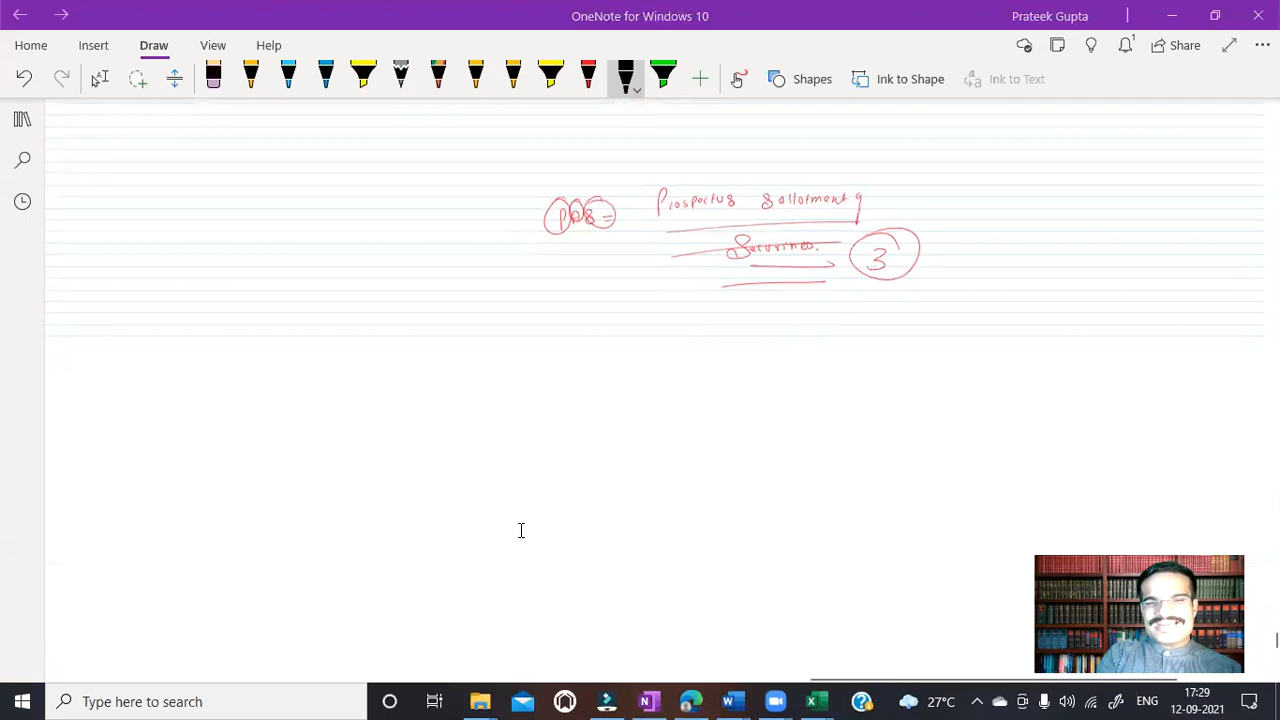 OneNote for Windows 10
Prateek Gupta
Home Insert Draw View Help
Share
Shapes
Ink to Shape
Ink to Text
PAS = Prospectus & allotment of
Securities.
3
Type here to search
27°C
ENG
17:29
12-09-2021